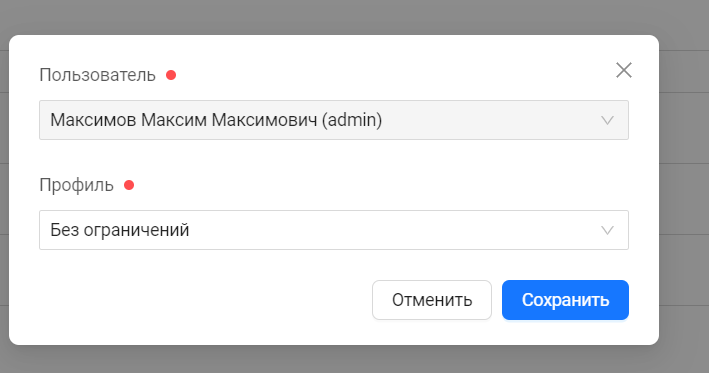 Пользователь
Максимов Максим Максимович (admin)
Профиль
Без ограничений
Отменить
Сохранить